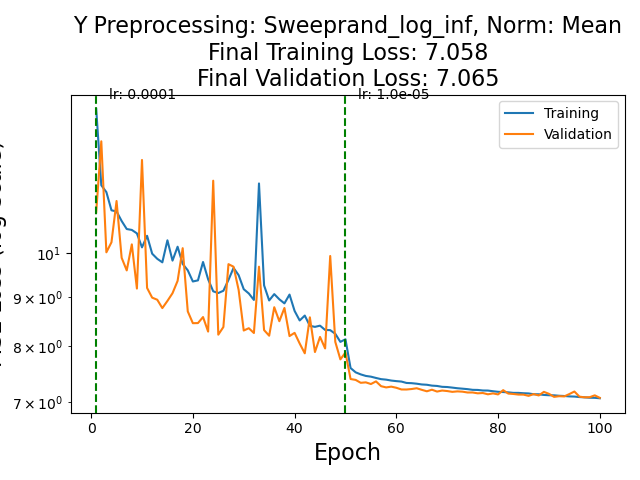 Y Preprocessing: Sweeprand_log_inf, Norm: Mean
Final Training Loss: 7.058
Final Validation Loss: 7.065
lr: 0.0001
lr: 1.0e-05
Training
Validation
10¹
9 × 10⁰
8 × 10⁰
7 × 10⁰
0 20 40 60 80 100
Epoch